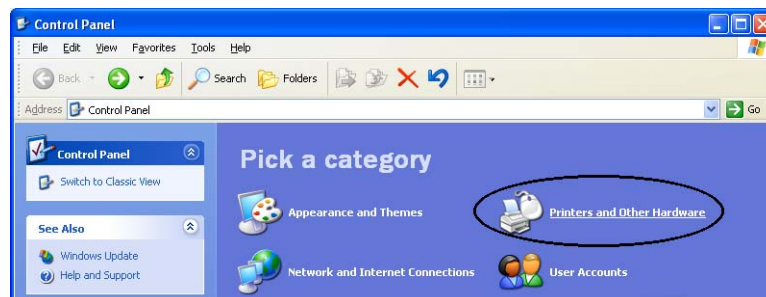 Control Panel
File Edit View Favorites Tools Help
Back Search Folders
Address Control Panel Go
Control Panel
Switch to Classic View
See Also
Windows Update
Help and Support
Pick a category
Appearance and Themes
Printers and Other Hardware
Network and Internet Connections
User Accounts